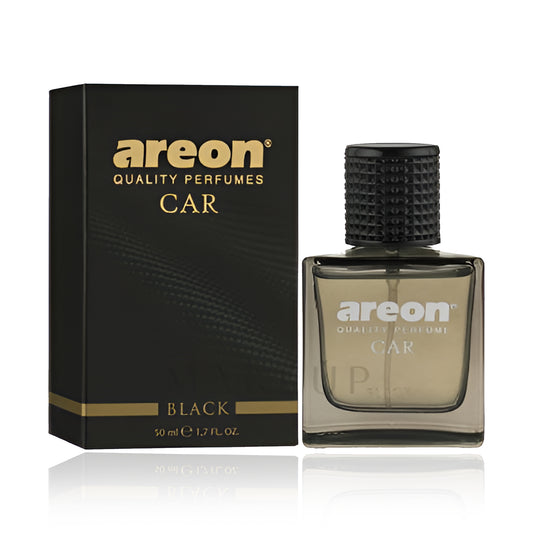 areon®
QUALITY PERFUMES
CAR
BLACK
50 ml ℮ 1.7 FL. OZ.
areon®
QUALITY PERFUME
CAR